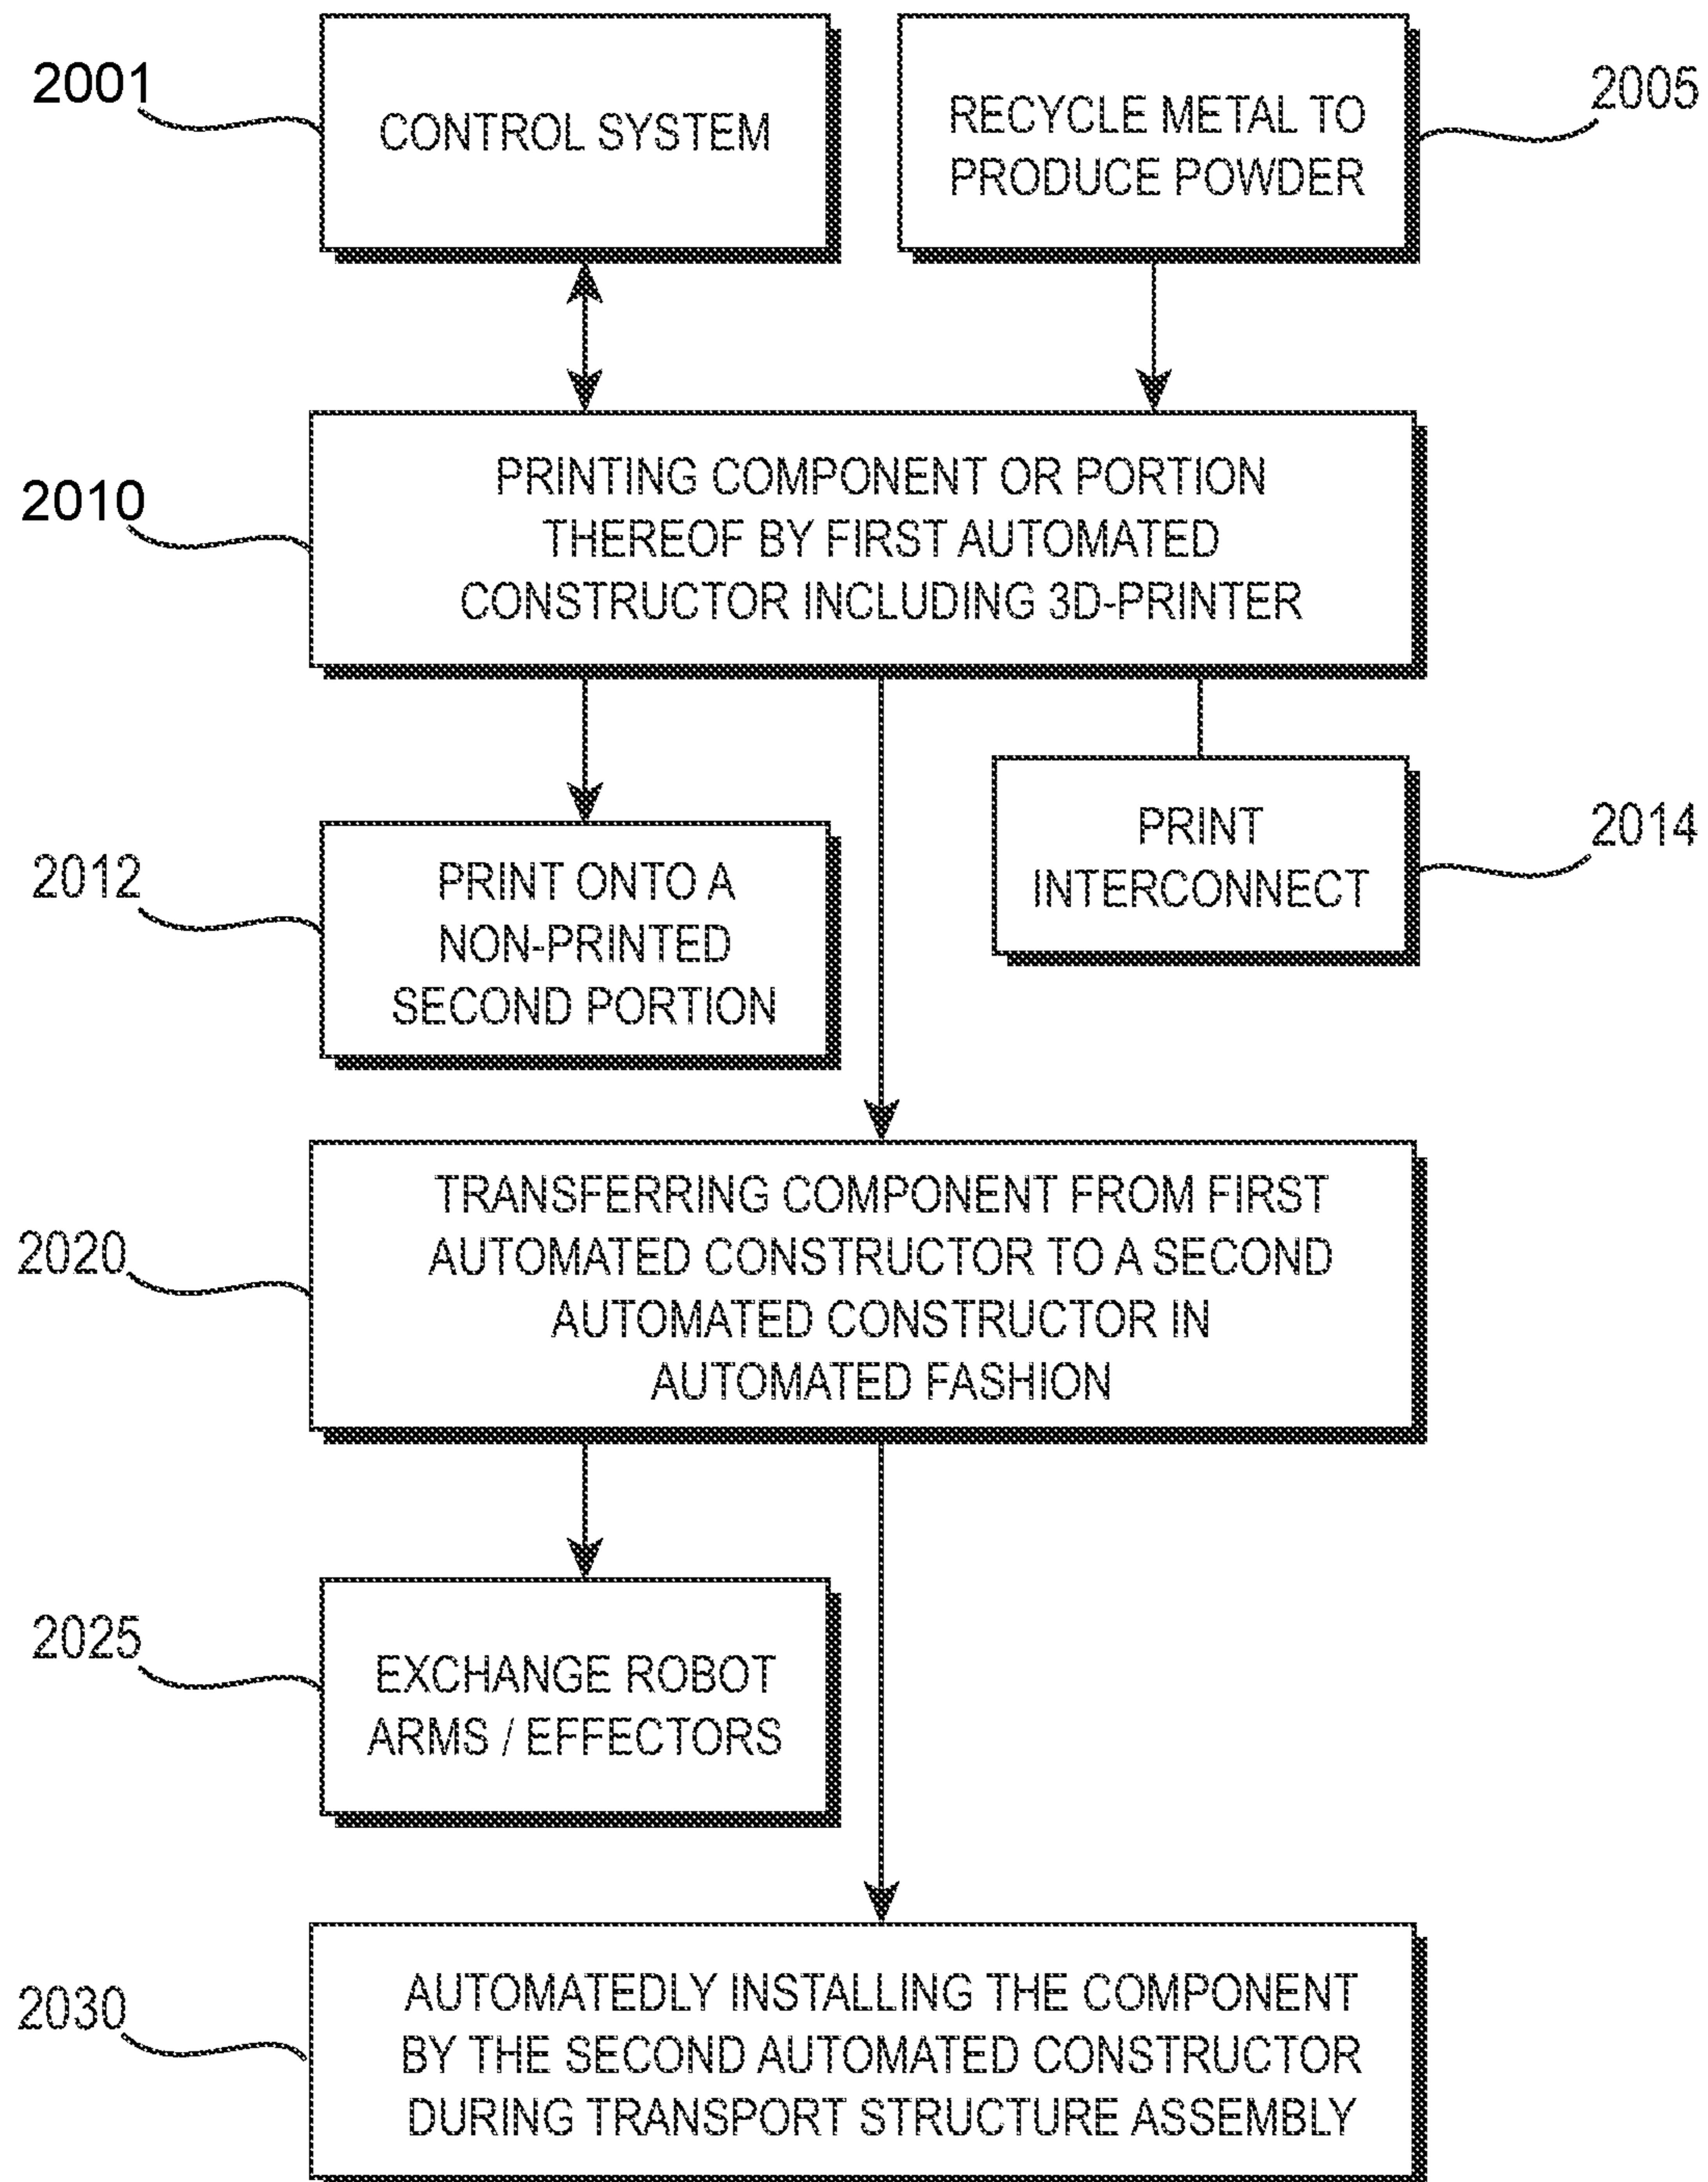 2001
CONTROL SYSTEM
RECYCLE METAL TO
PRODUCE POWDER
2005
2010
PRINTING COMPONENT OR PORTION
THEREOF BY FIRST AUTOMATED
CONSTRUCTOR INCLUDING 3D-PRINTER
2012
PRINT ONTO A
NON-PRINTED
SECOND PORTION
PRINT
INTERCONNECT
2014
2020
TRANSFERRING COMPONENT FROM FIRST
AUTOMATED CONSTRUCTOR TO A SECOND
AUTOMATED CONSTRUCTOR IN
AUTOMATED FASHION
2025
EXCHANGE ROBOT
ARMS / EFFECTORS
2030
AUTOMATEDLY INSTALLING THE COMPONENT
BY THE SECOND AUTOMATED CONSTRUCTOR
DURING TRANSPORT STRUCTURE ASSEMBLY